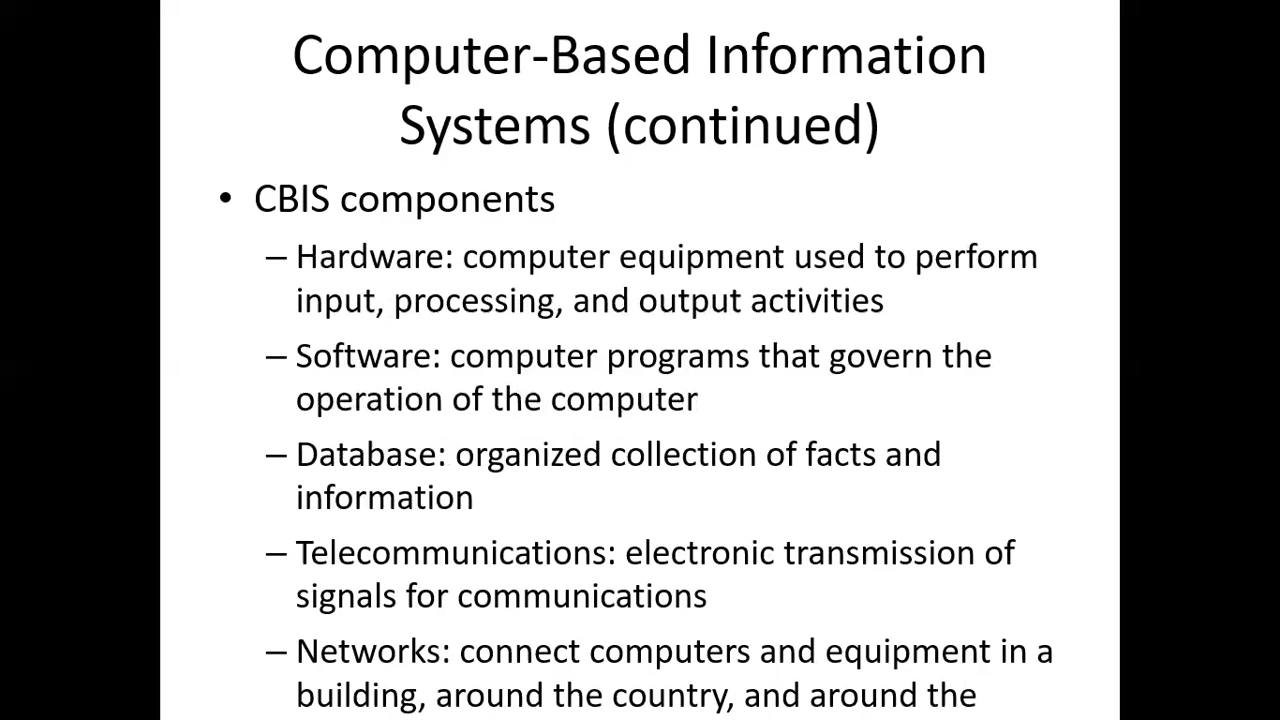 Computer-Based Information
Systems (continued)
• CBIS components
– Hardware: computer equipment used to perform
input, processing, and output activities
– Software: computer programs that govern the
operation of the computer
– Database: organized collection of facts and
information
– Telecommunications: electronic transmission of
signals for communications
– Networks: connect computers and equipment in a
building, around the country, and around the